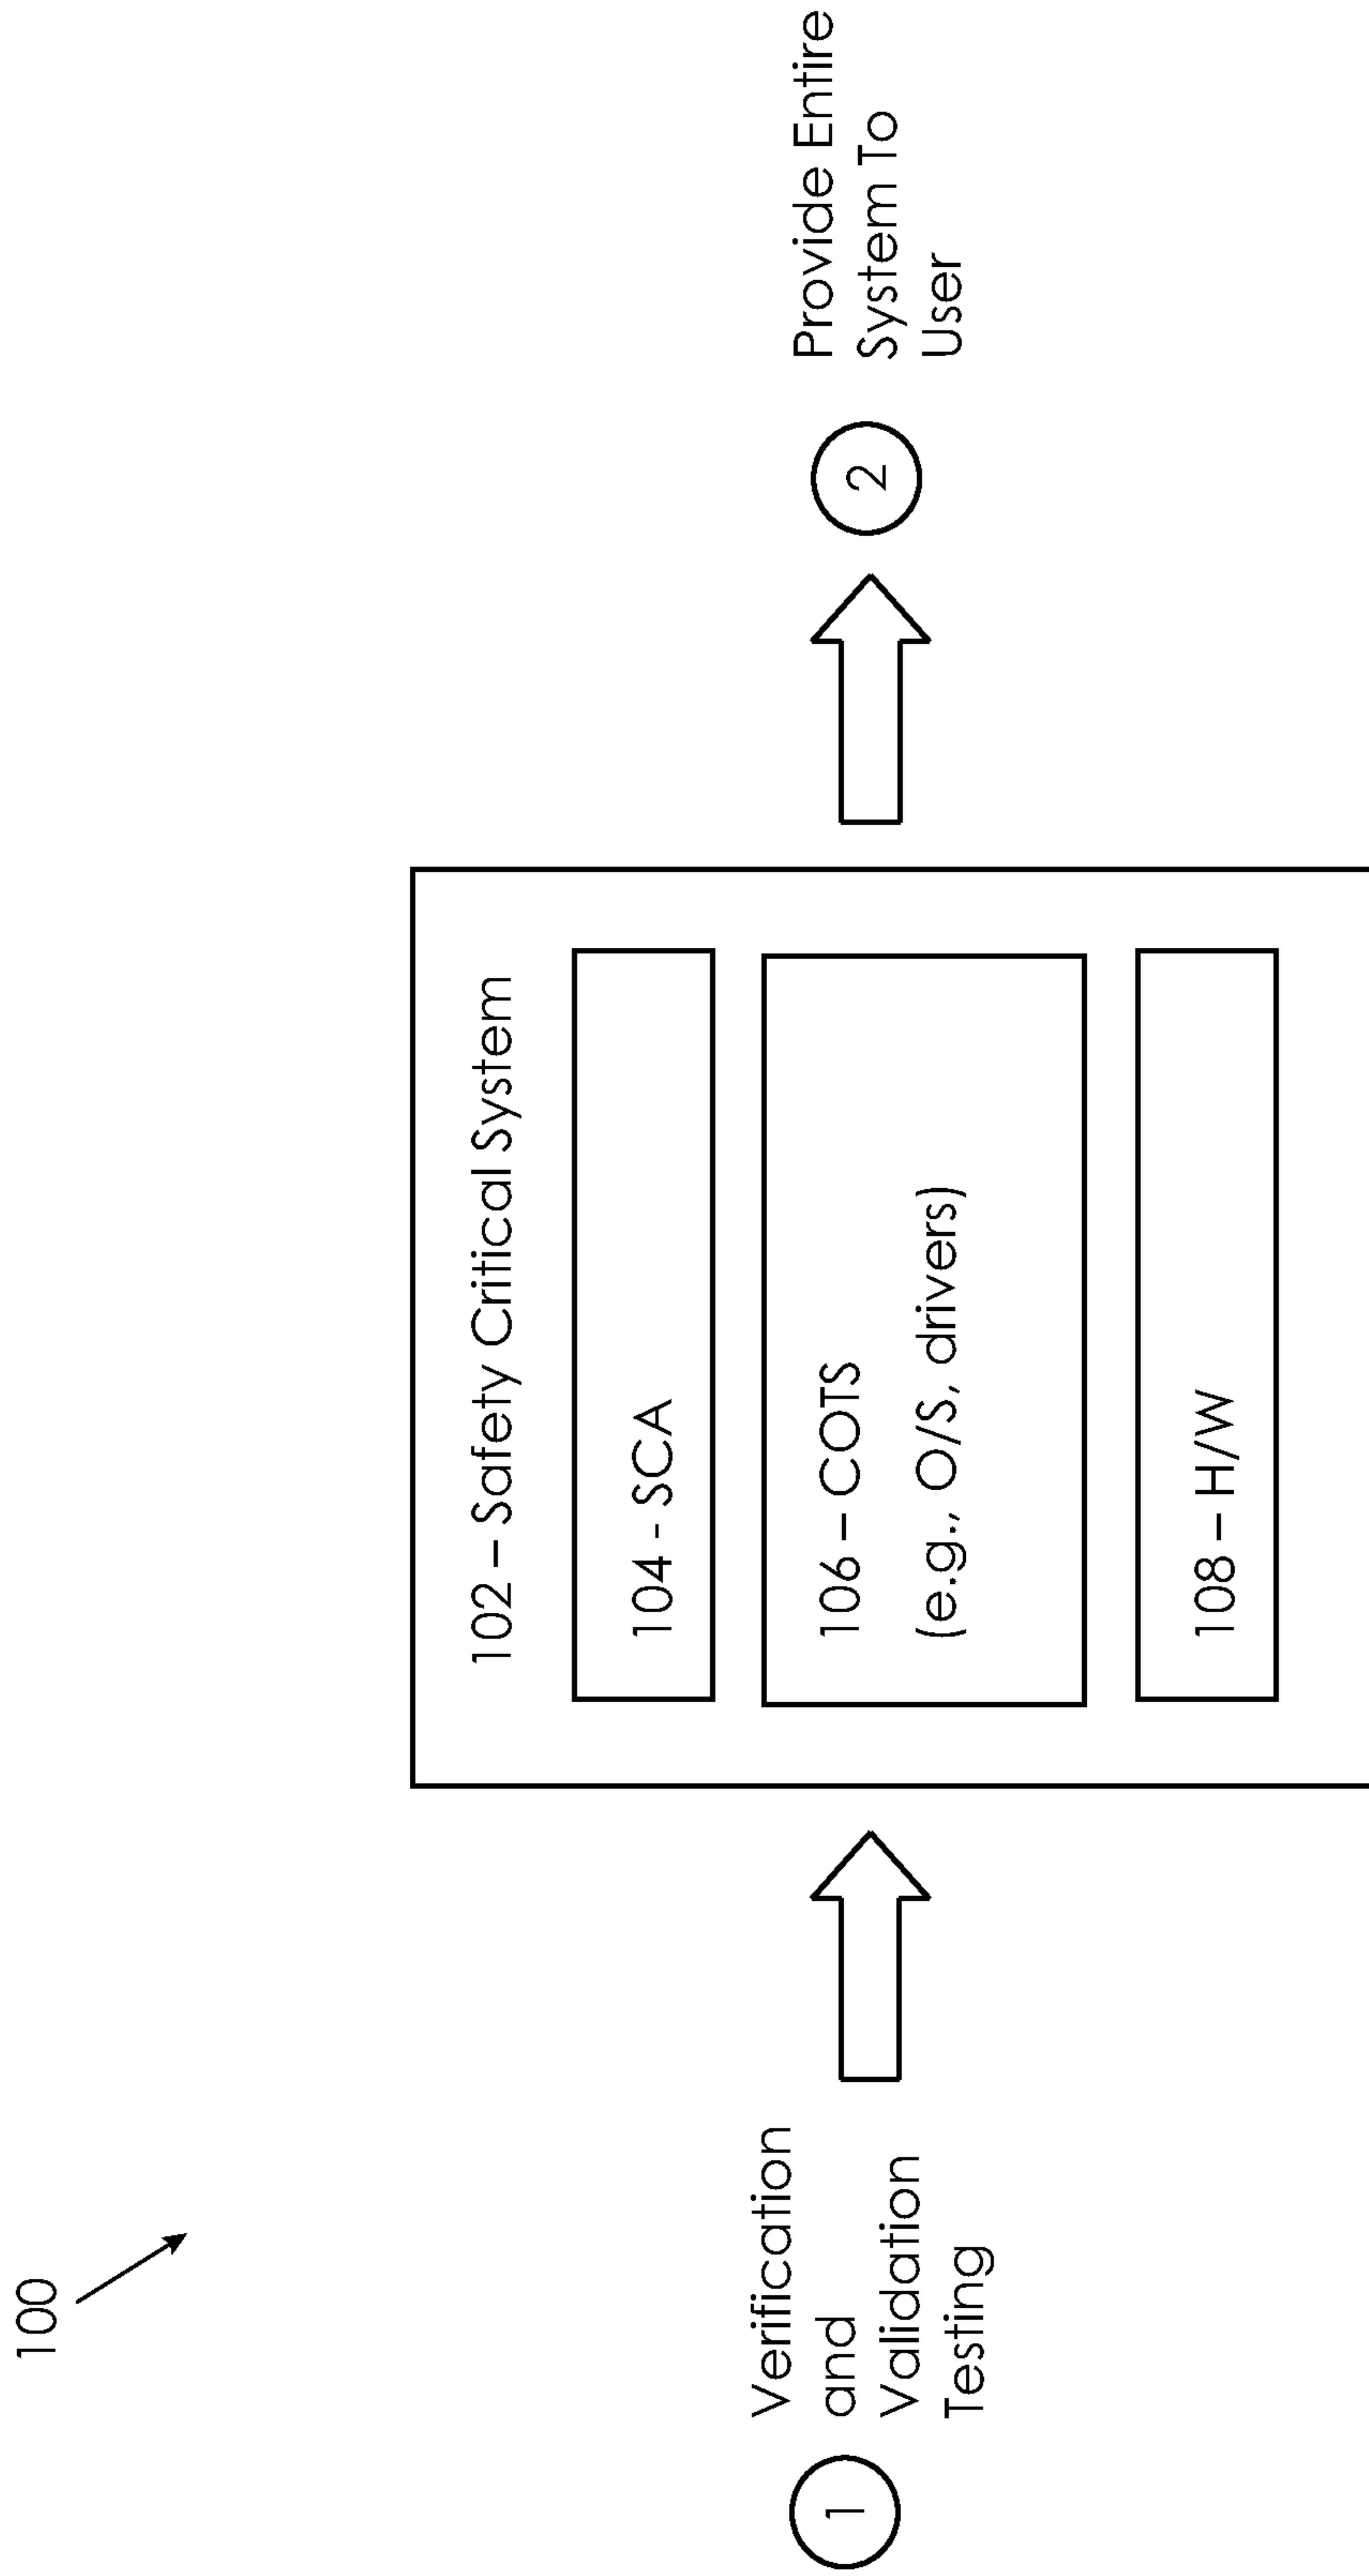 100
1
Verification
and
Validation
Testing
102 – Safety Critical System
104 - SCA
106 – COTS
(e.g., O/S, drivers)
108 – H/W
2
Provide Entire
System To
User